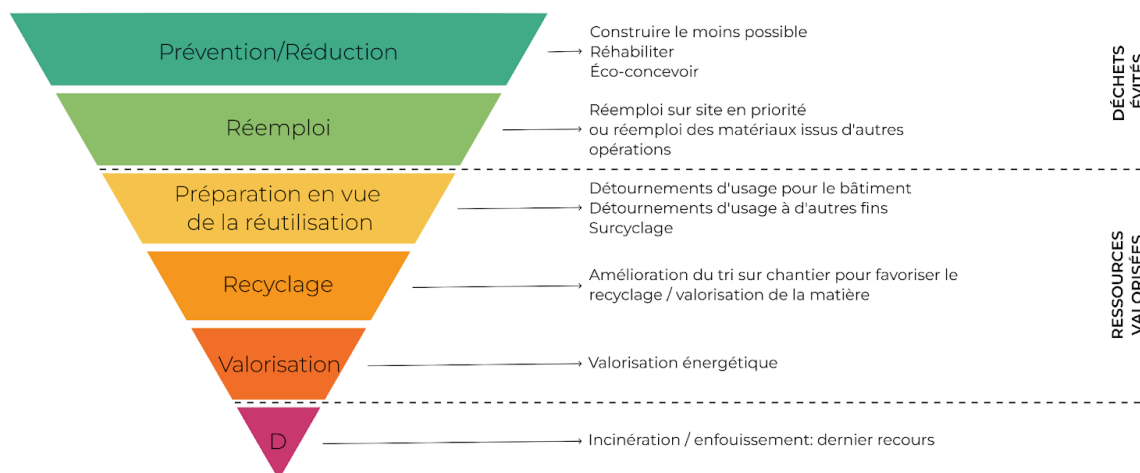 Prévention/Réduction
Construire le moins possible
Réhabiliter
Éco-concevoir
DÉCHETS
ÉVITÉS
Réemploi
Réemploi sur site en priorité
ou réemploi des matériaux issus d'autres
opérations
Préparation en vue
de la réutilisation
Détournements d'usage pour le bâtiment
Détournements d'usage à d'autres fins
Surcyclage
RESSOURCES
VALORISÉES
Recyclage
Amélioration du tri sur chantier pour favoriser le
recyclage / valorisation de la matière
Valorisation
Valorisation énergétique
D
Incinération / enfouissement: dernier recours